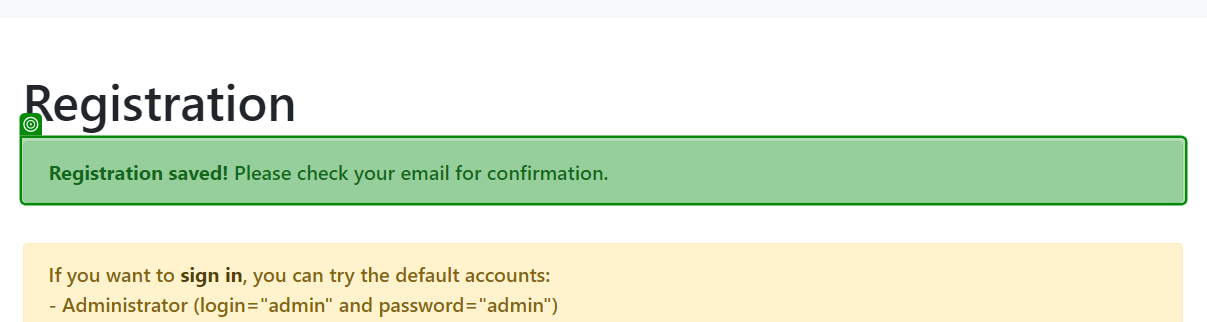 Registration
Registration saved! Please check your email for confirmation.
If you want to sign in, you can try the default accounts:
- Administrator (login="admin" and password="admin")